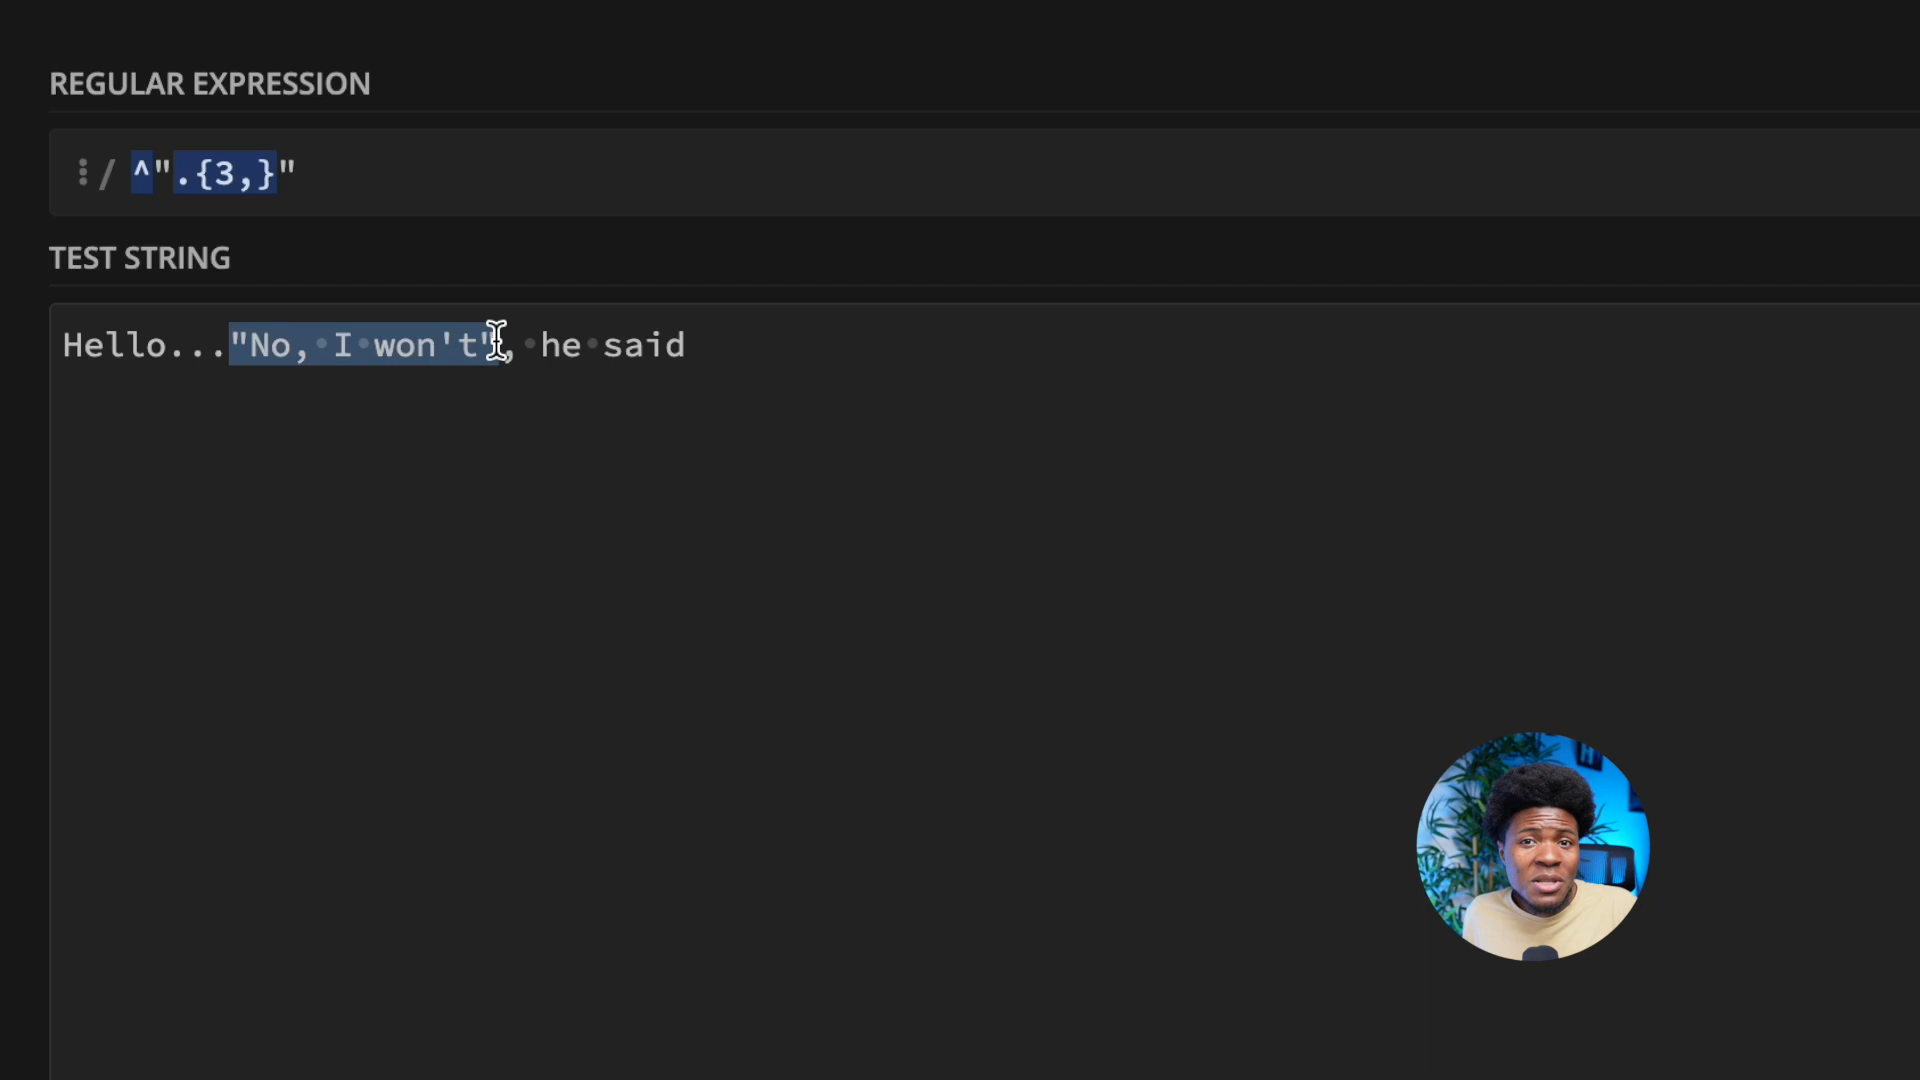 REGULAR EXPRESSION
/ ^".{3,}"
TEST STRING
Hello..."No, I won't", he said